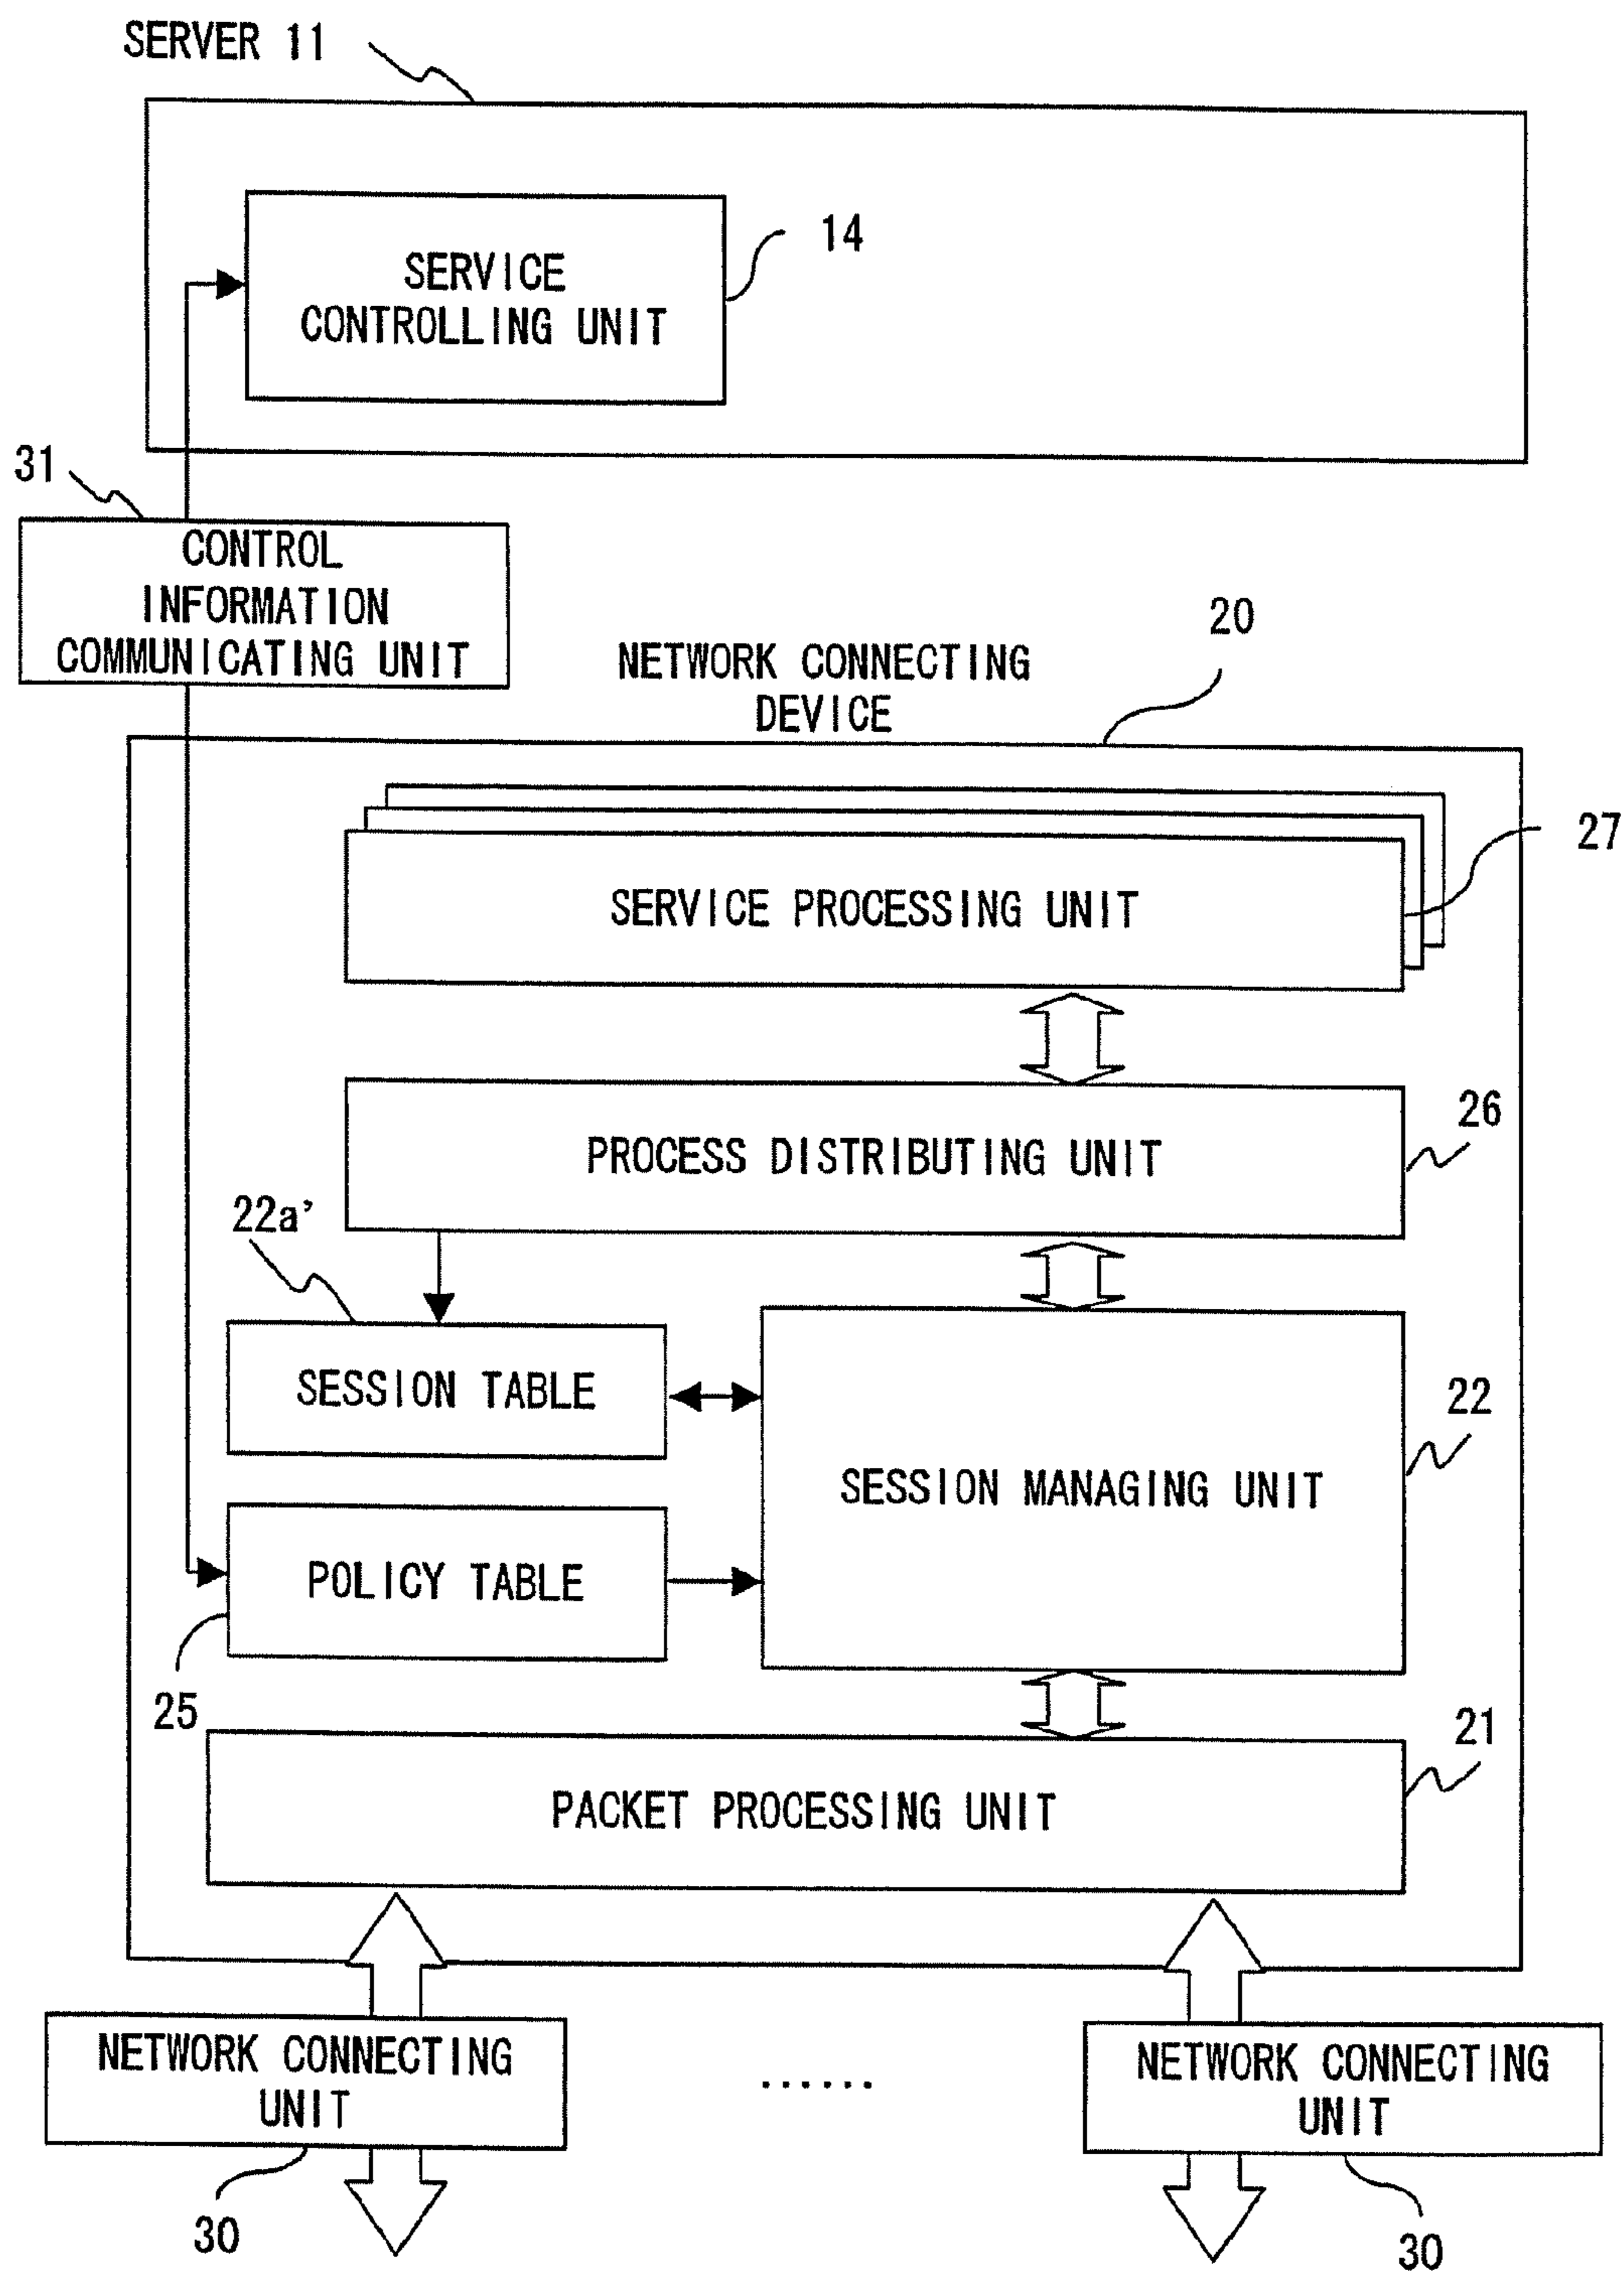 SERVER 11
14
SERVICE
CONTROLLING UNIT
31
CONTROL
INFORMATION
COMMUNICATING UNIT
20
NETWORK CONNECTING
DEVICE
27
SERVICE PROCESSING UNIT
26
PROCESS DISTRIBUTING UNIT
22a'
SESSION TABLE
22
SESSION MANAGING UNIT
POLICY TABLE
25
21
PACKET PROCESSING UNIT
NETWORK CONNECTING
UNIT
......
NETWORK CONNECTING
UNIT
30
30